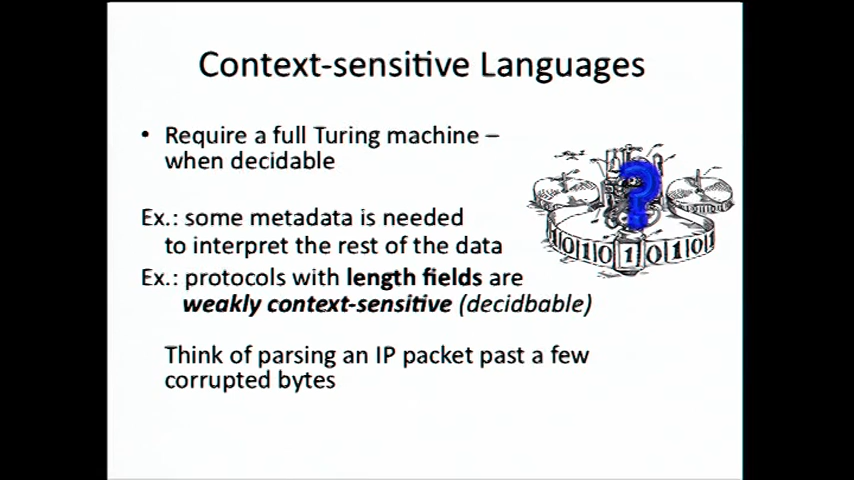 Context-sensitive Languages
• Require a full Turing machine –
when decidable
Ex.: some metadata is needed
to interpret the rest of the data
Ex.: protocols with length fields are
weakly context-sensitive (decidbable)
Think of parsing an IP packet past a few
corrupted bytes
?
101010101